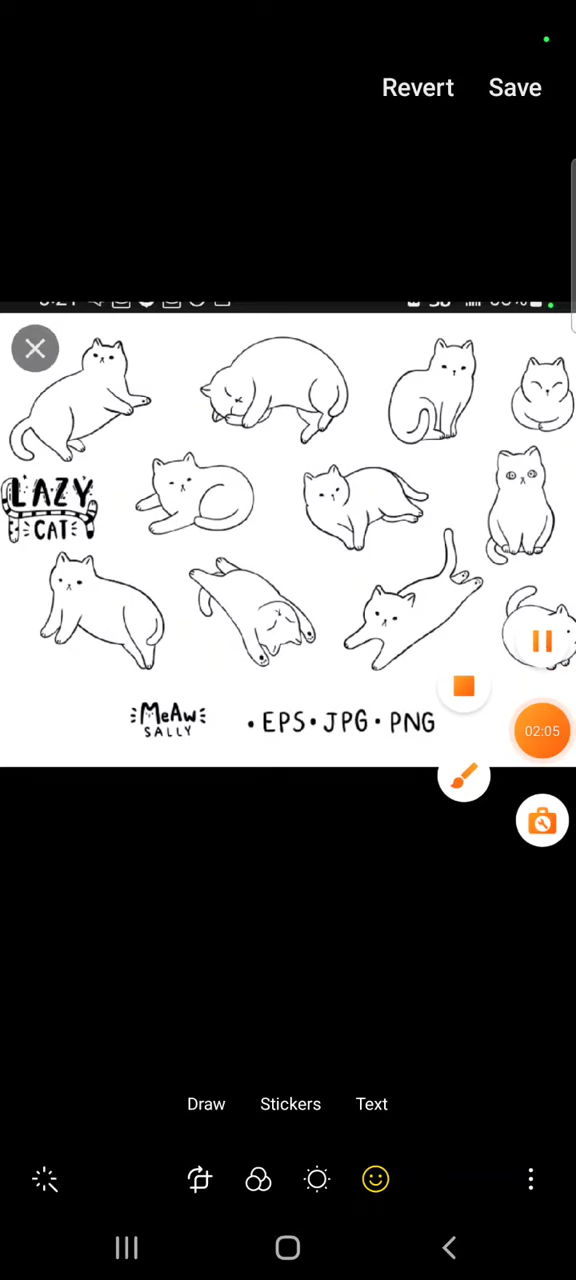 Revert Save
LAZY
CAT
MeAw
SALLY
• EPS • JPG • PNG
02:05
Draw Stickers Text